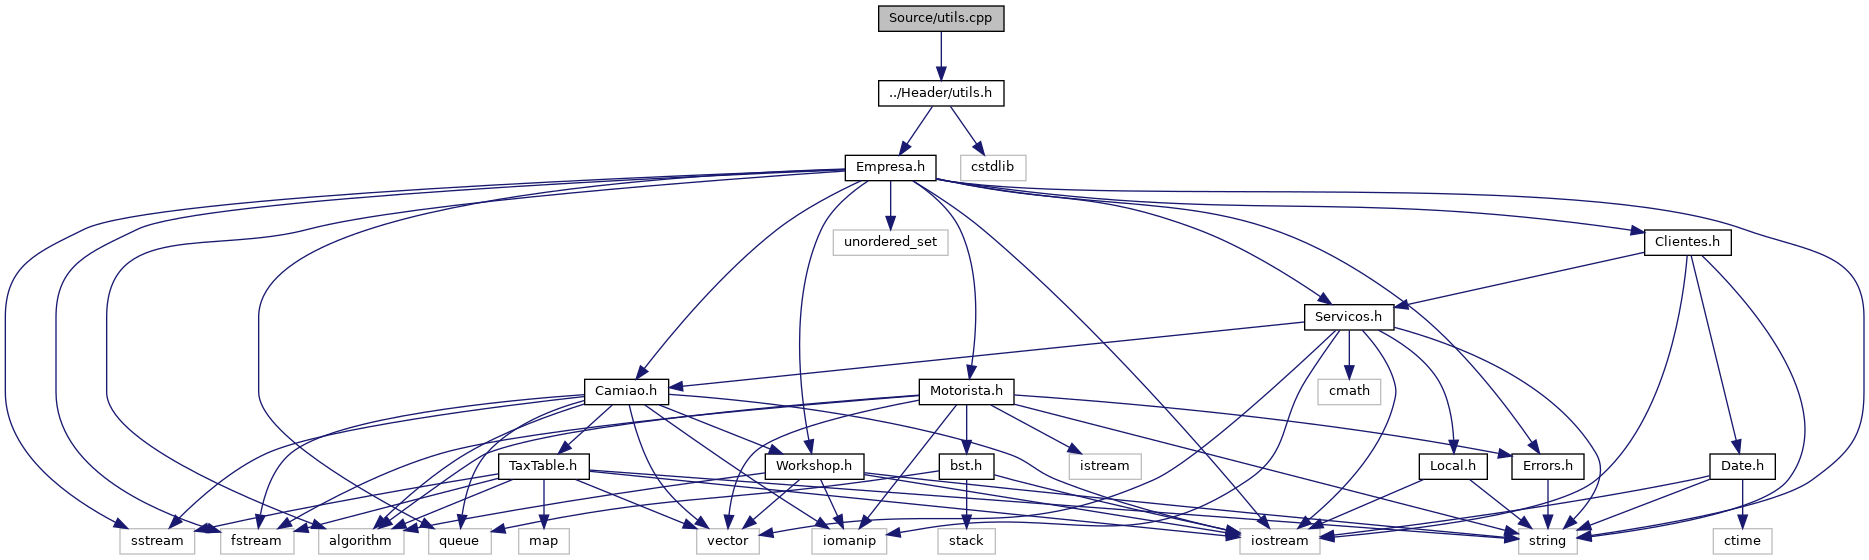 Source/utils.cpp
../Header/utils.h
Empresa.h
cstdlib
unordered_set
Clientes.h
Servicos.h
Camiao.h
Motorista.h
cmath
TaxTable.h
Workshop.h
bst.h
istream
Local.h
Errors.h
Date.h
sstream
fstream
algorithm
queue
map
vector
iomanip
stack
iostream
string
ctime